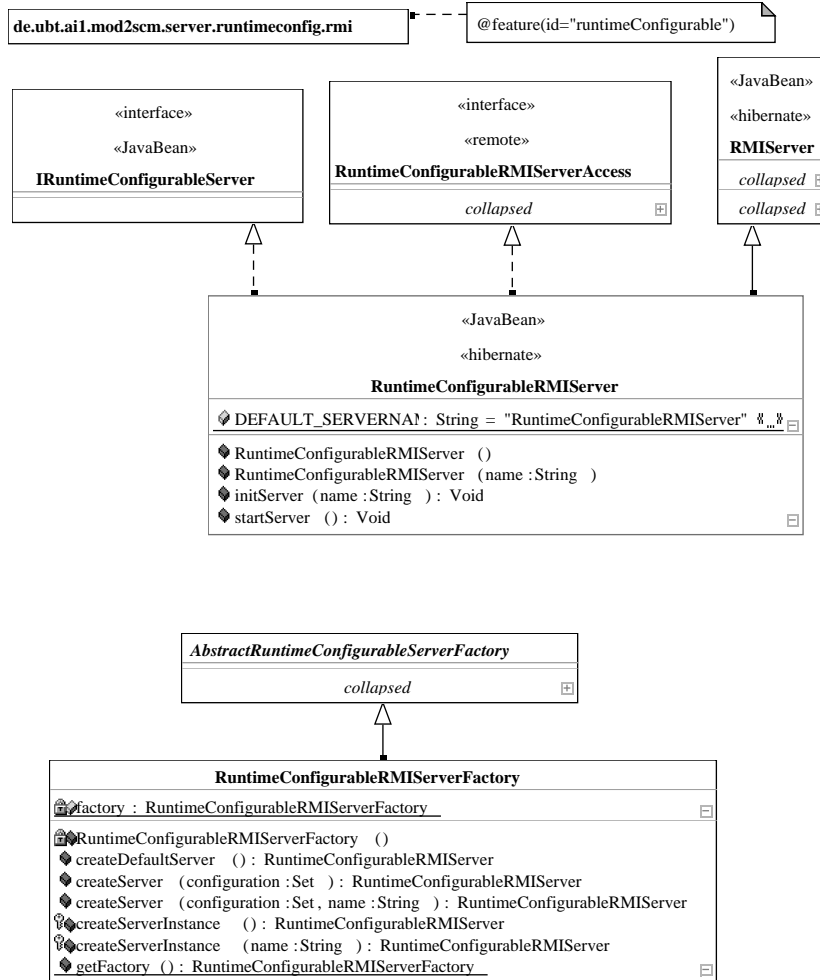 de.ubt.ai1.mod2scm.server.runtimeconfig.rmi
@feature(id="runtimeConfigurable")
«interface»
«JavaBean»
IRuntimeConfigurableServer
«interface»
«remote»
RuntimeConfigurableRMIServerAccess
collapsed
«JavaBean»
«hibernate»
RMIServer
collapsed
collapsed
«JavaBean»
«hibernate»
RuntimeConfigurableRMIServer
DEFAULT_SERVERNA : String = "RuntimeConfigurableRMIServer" «...»
RuntimeConfigurableRMIServer ()
RuntimeConfigurableRMIServer (name :String )
initServer (name :String ) : Void
startServer () : Void
AbstractRuntimeConfigurableServerFactory
collapsed
RuntimeConfigurableRMIServerFactory
factory : RuntimeConfigurableRMIServerFactory
RuntimeConfigurableRMIServerFactory ()
createDefaultServer () : RuntimeConfigurableRMIServer
createServer (configuration :Set ) : RuntimeConfigurableRMIServer
createServer (configuration :Set , name :String ) : RuntimeConfigurableRMIServer
createServerInstance () : RuntimeConfigurableRMIServer
createServerInstance (name :String ) : RuntimeConfigurableRMIServer
getFactory () : RuntimeConfigurableRMIServerFactory